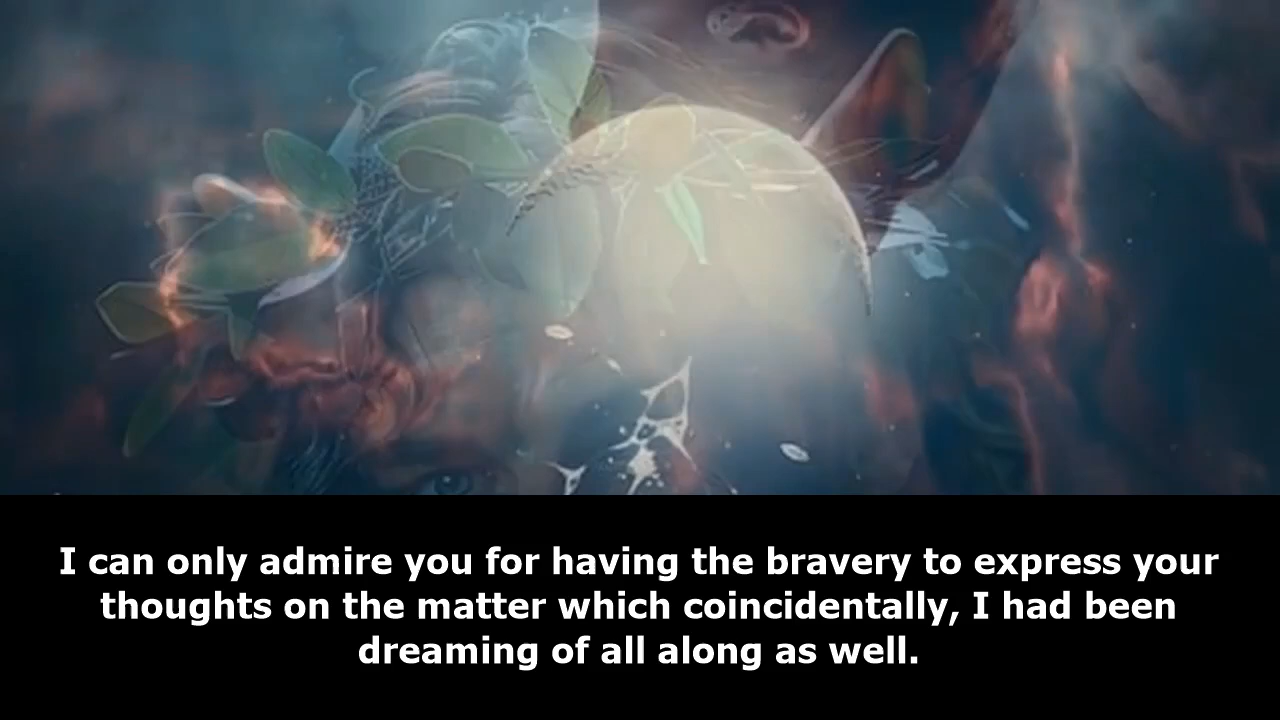 I can only admire you for having the bravery to express your
thoughts on the matter which coincidentally, I had been
dreaming of all along as well.